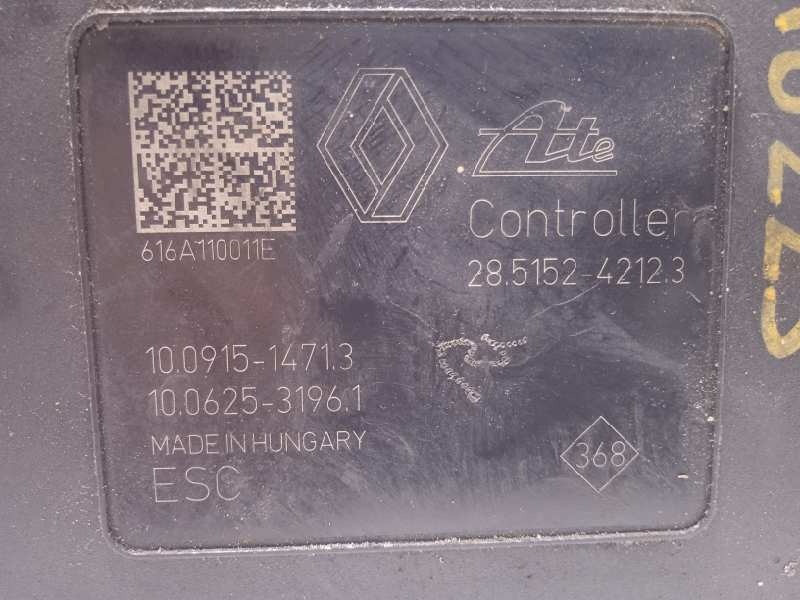 Ate
616A110011E
Controller
28.5152-4212.3
10.0915-1471.3
10.0625-3196.1
MADE IN HUNGARY
ESC
368